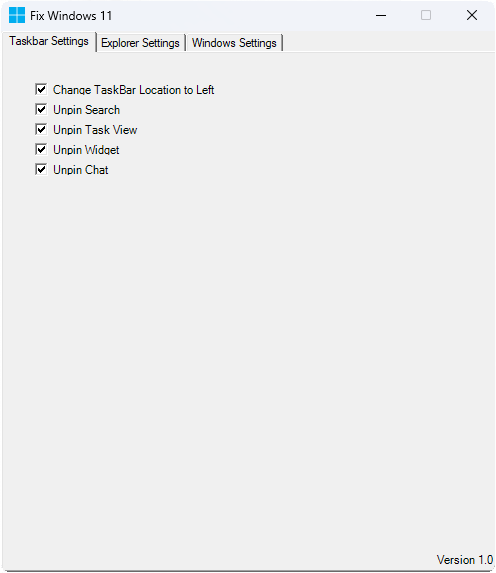 Fix Windows 11
Taskbar Settings Explorer Settings Windows Settings
Change TaskBar Location to Left
Unpin Search
Unpin Task View
Unpin Widget
Unpin Chat
Version 1.0